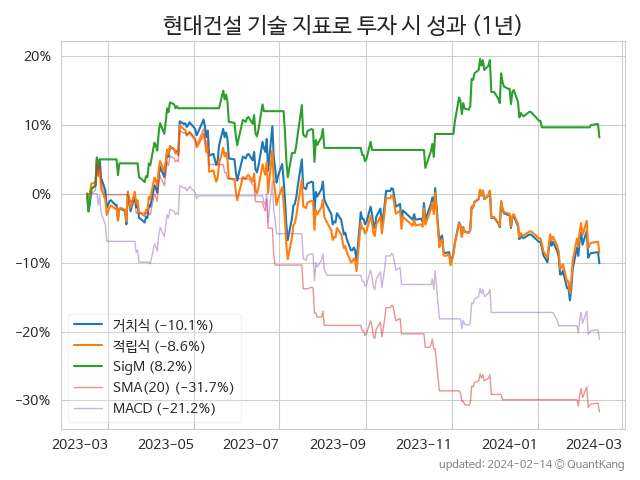 현대건설 기술 지표로 투자 시 성과 (1년)
20%
10%
0%
−10%
−20%
−30%
거치식 (−10.1%)
적립식 (−8.6%)
SigM (8.2%)
SMA(20) (−31.7%)
MACD (−21.2%)
2023-03 2023-05 2023-07 2023-09 2023-11 2024-01 2024-03
updated: 2024-02-14 © QuantKang